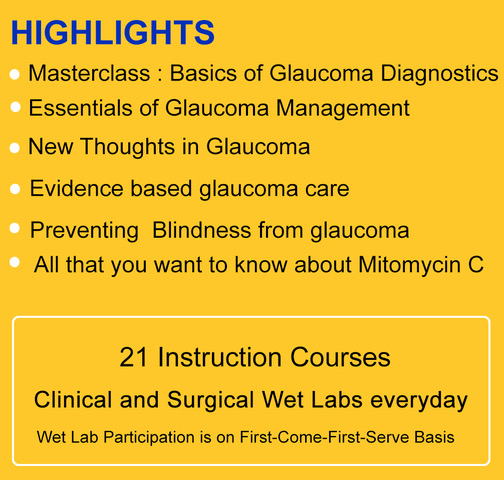 HIGHLIGHTS
Masterclass : Basics of Glaucoma Diagnostics
Essentials of Glaucoma Management
New Thoughts in Glaucoma
Evidence based glaucoma care
Preventing Blindness from glaucoma
All that you want to know about Mitomycin C
21 Instruction Courses
Clinical and Surgical Wet Labs everyday
Wet Lab Participation is on First-Come-First-Serve Basis